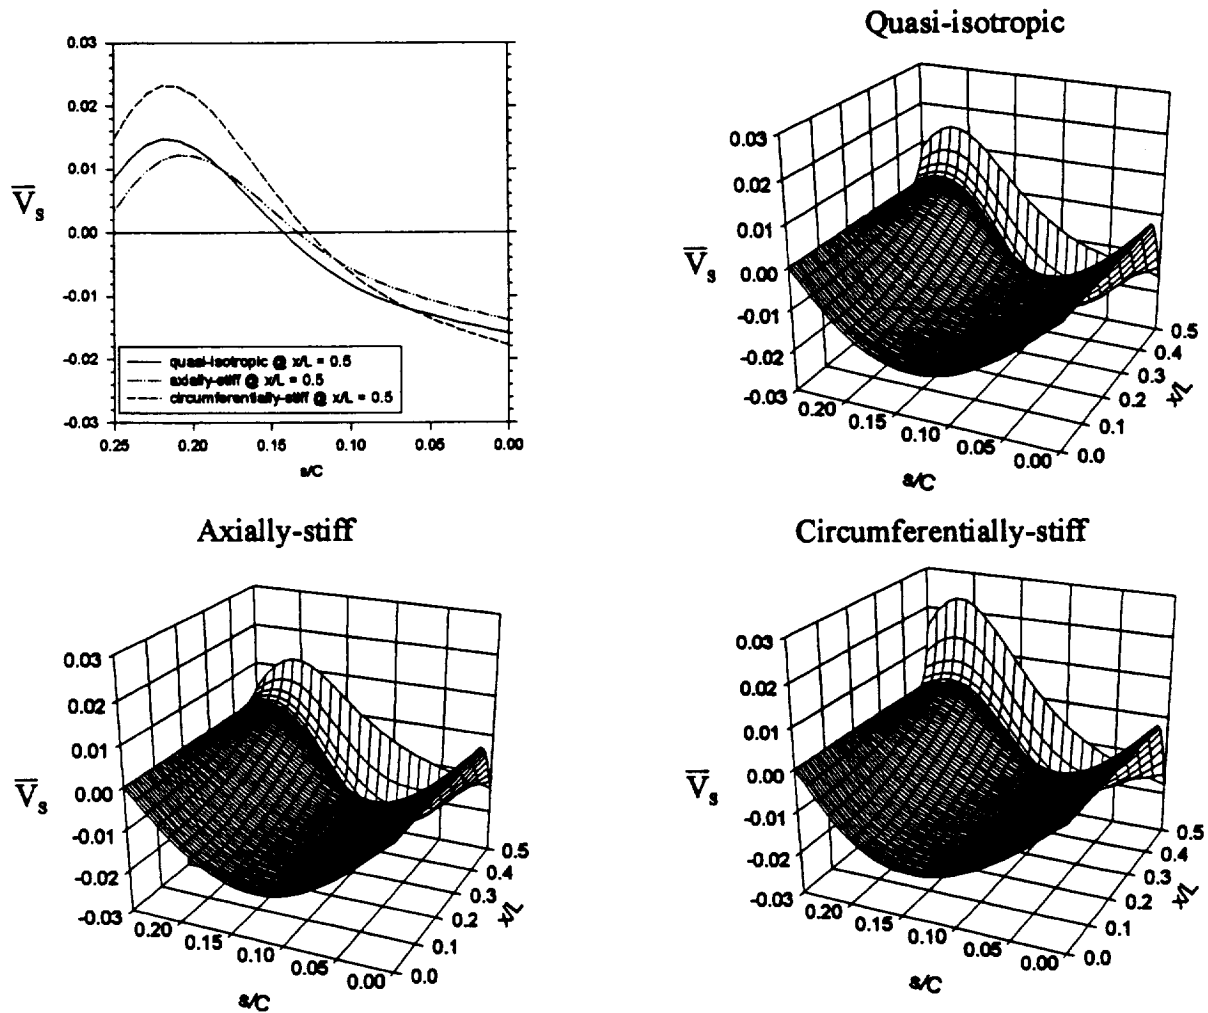 0.03
0.02
0.01
0.00
-0.01
-0.02
-0.03
V̅s
quasi-isotropic @ x/L = 0.5
axially-stiff @ x/L = 0.5
circumferentially-stiff @ x/L = 0.5
0.25 0.20 0.15 0.10 0.05 0.00
s/C
Quasi-isotropic
0.03
0.02
0.01
0.00
-0.01
-0.02
-0.03
V̅s
0.20 0.15 0.10 0.05 0.00
s/C
0.5
0.4
0.3
0.2
0.1
0.0
x/L
Axially-stiff
0.03
0.02
0.01
0.00
-0.01
-0.02
-0.03
V̅s
0.20 0.15 0.10 0.05 0.00
s/C
0.5
0.4
0.3
0.2
0.1
0.0
x/L
Circumferentially-stiff
0.03
0.02
0.01
0.00
-0.01
-0.02
-0.03
V̅s
0.20 0.15 0.10 0.05 0.00
s/C
0.5
0.4
0.3
0.2
0.1
0.0
x/L